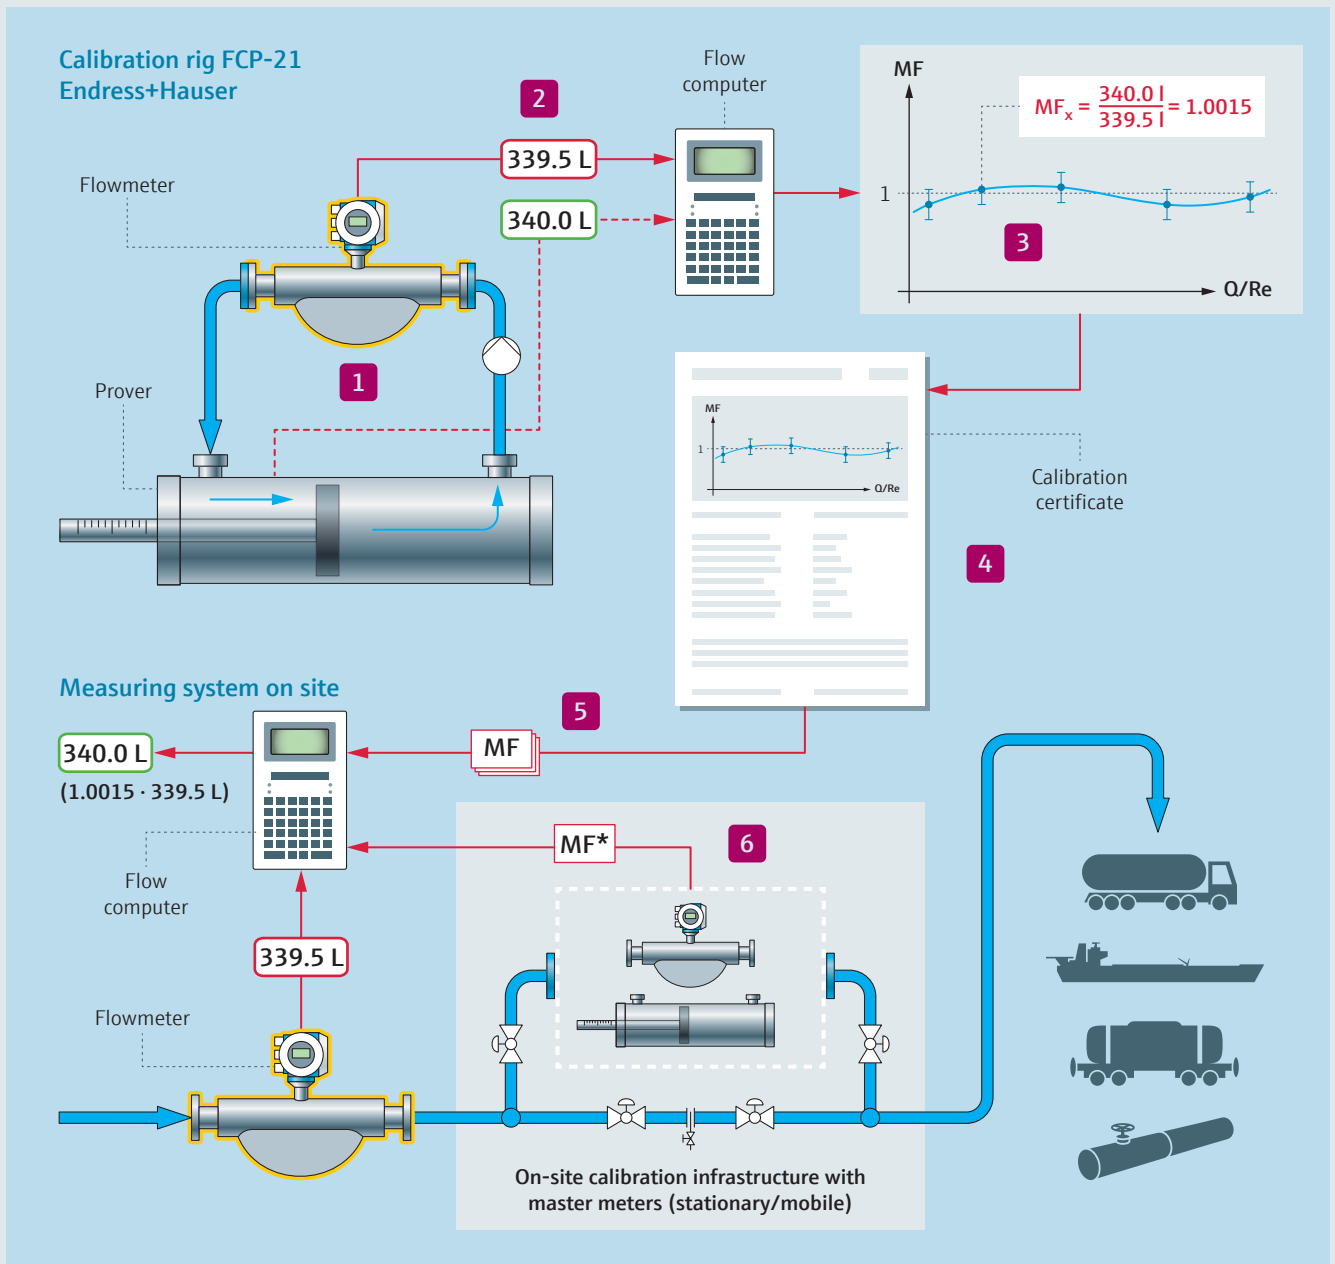 Calibration rig FCP-21
Endress+Hauser
2
Flow
computer
339.5 L
340.0 L
Flowmeter
1
Prover
MF
MFx = 340.0 l / 339.5 l = 1.0015
1
3
Q/Re
MF
1
Q/Re
Calibration
certificate
4
Measuring system on site
5
340.0 L
MF
(1.0015 · 339.5 L)
MF*
6
Flow
computer
339.5 L
Flowmeter
On-site calibration infrastructure with
master meters (stationary/mobile)